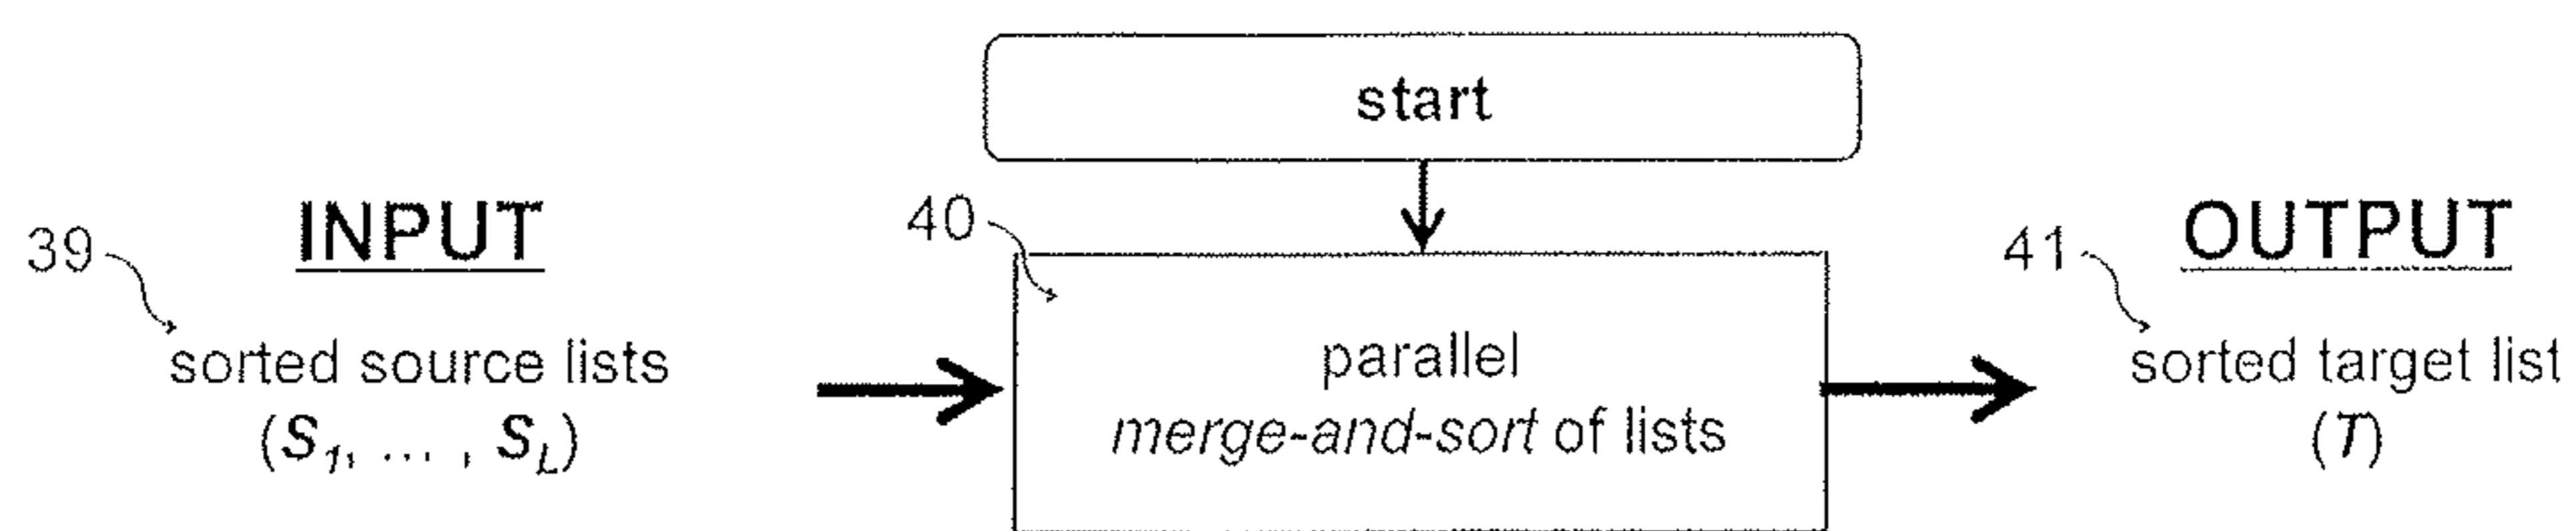 start
39
INPUT
sorted source lists
(S1, ... , SL)
40
parallel
merge-and-sort of lists
41
OUTPUT
sorted target list
(T)